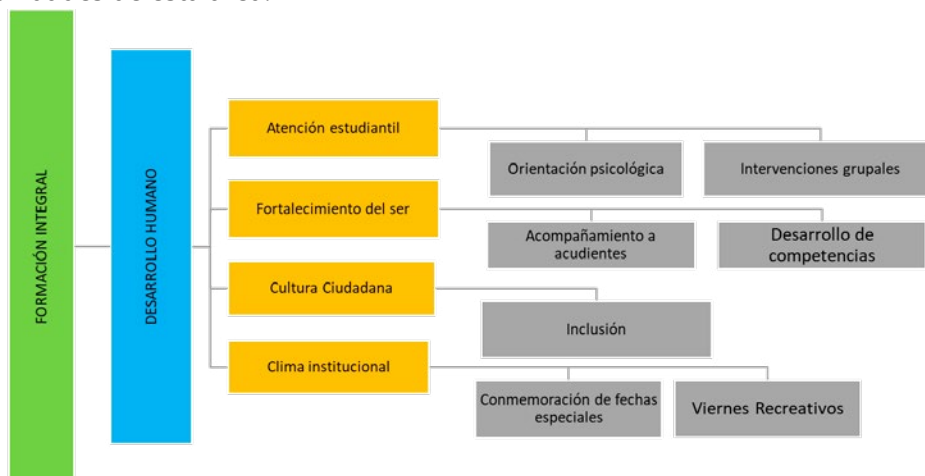 FORMACIÓN INTEGRAL
DESARROLLO HUMANO
Atención estudiantil
Orientación psicológica
Intervenciones grupales
Fortalecimiento del ser
Acompañamiento a
acudientes
Desarrollo de
competencias
Cultura Ciudadana
Inclusión
Clima institucional
Conmemoración de fechas
especiales
Viernes Recreativos